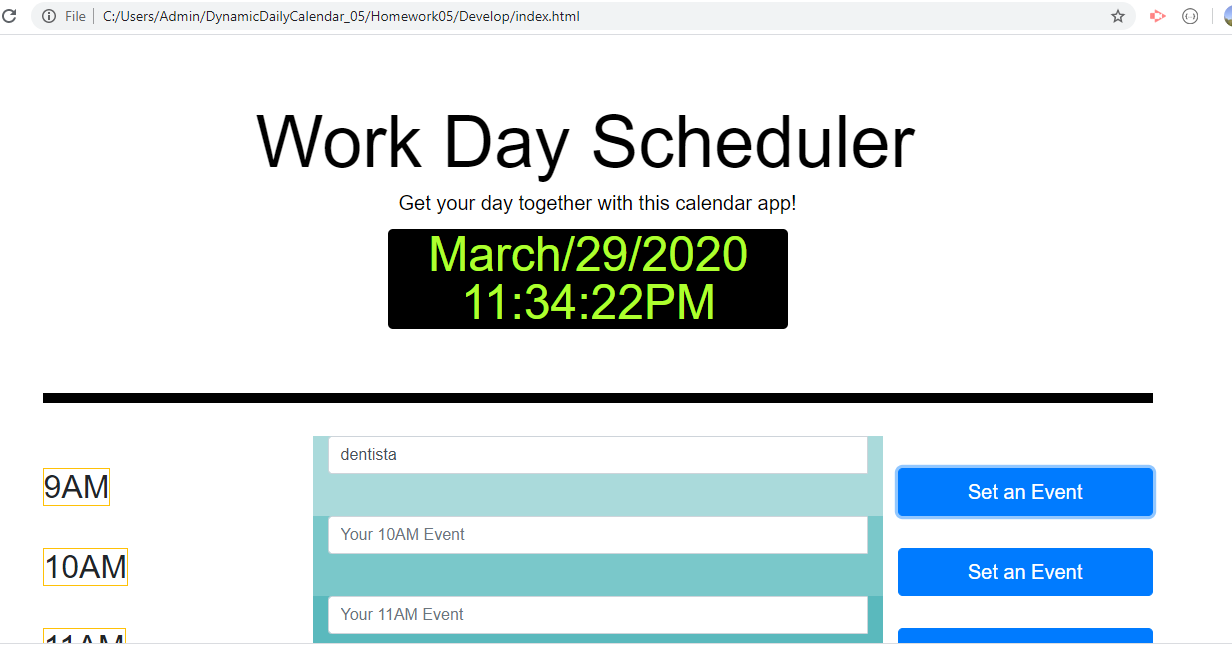 File C:/Users/Admin/DynamicDailyCalendar_05/Homework05/Develop/index.html
Work Day Scheduler
Get your day together with this calendar app!
March/29/2020
11:34:22PM
dentista
9AM
Set an Event
Your 10AM Event
10AM
Set an Event
Your 11AM Event
11AM